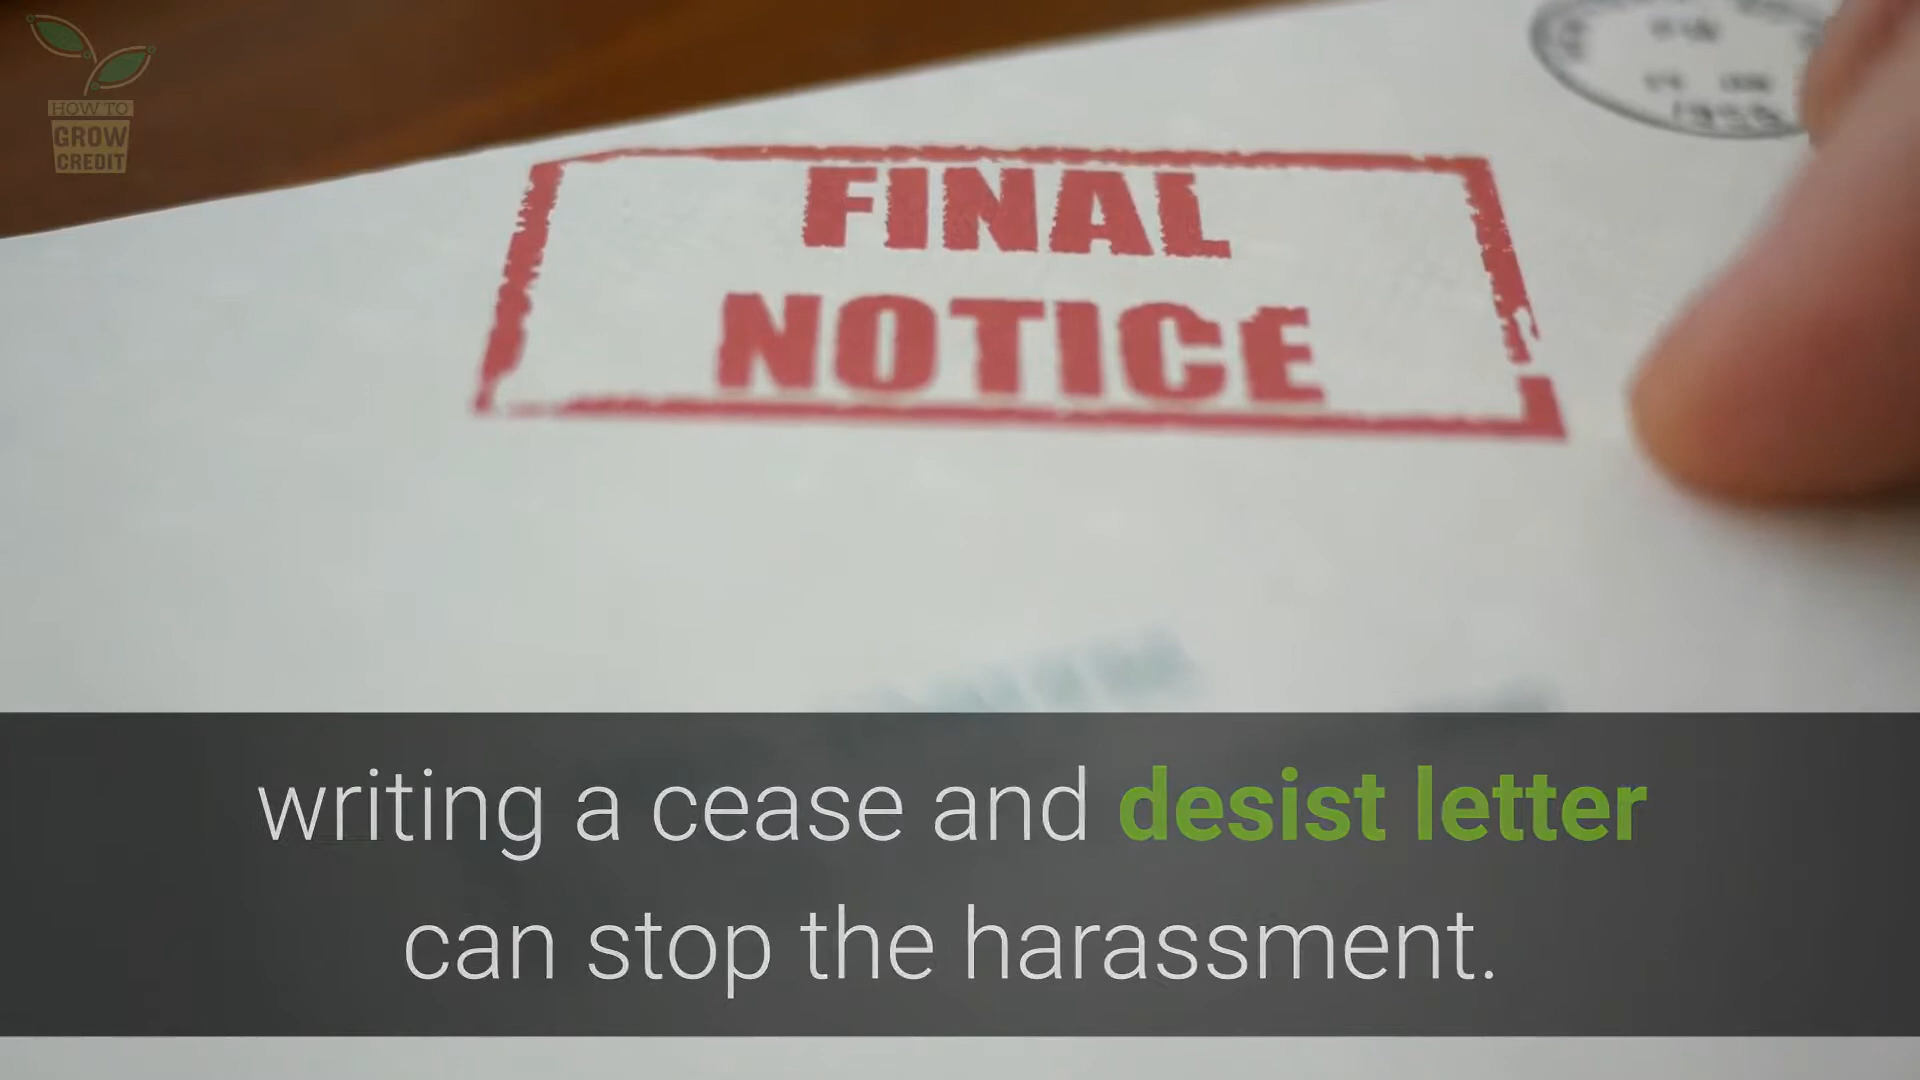 HOW TO
GROW
CREDIT
FINAL
NOTICE
writing a cease and desist letter
can stop the harassment.